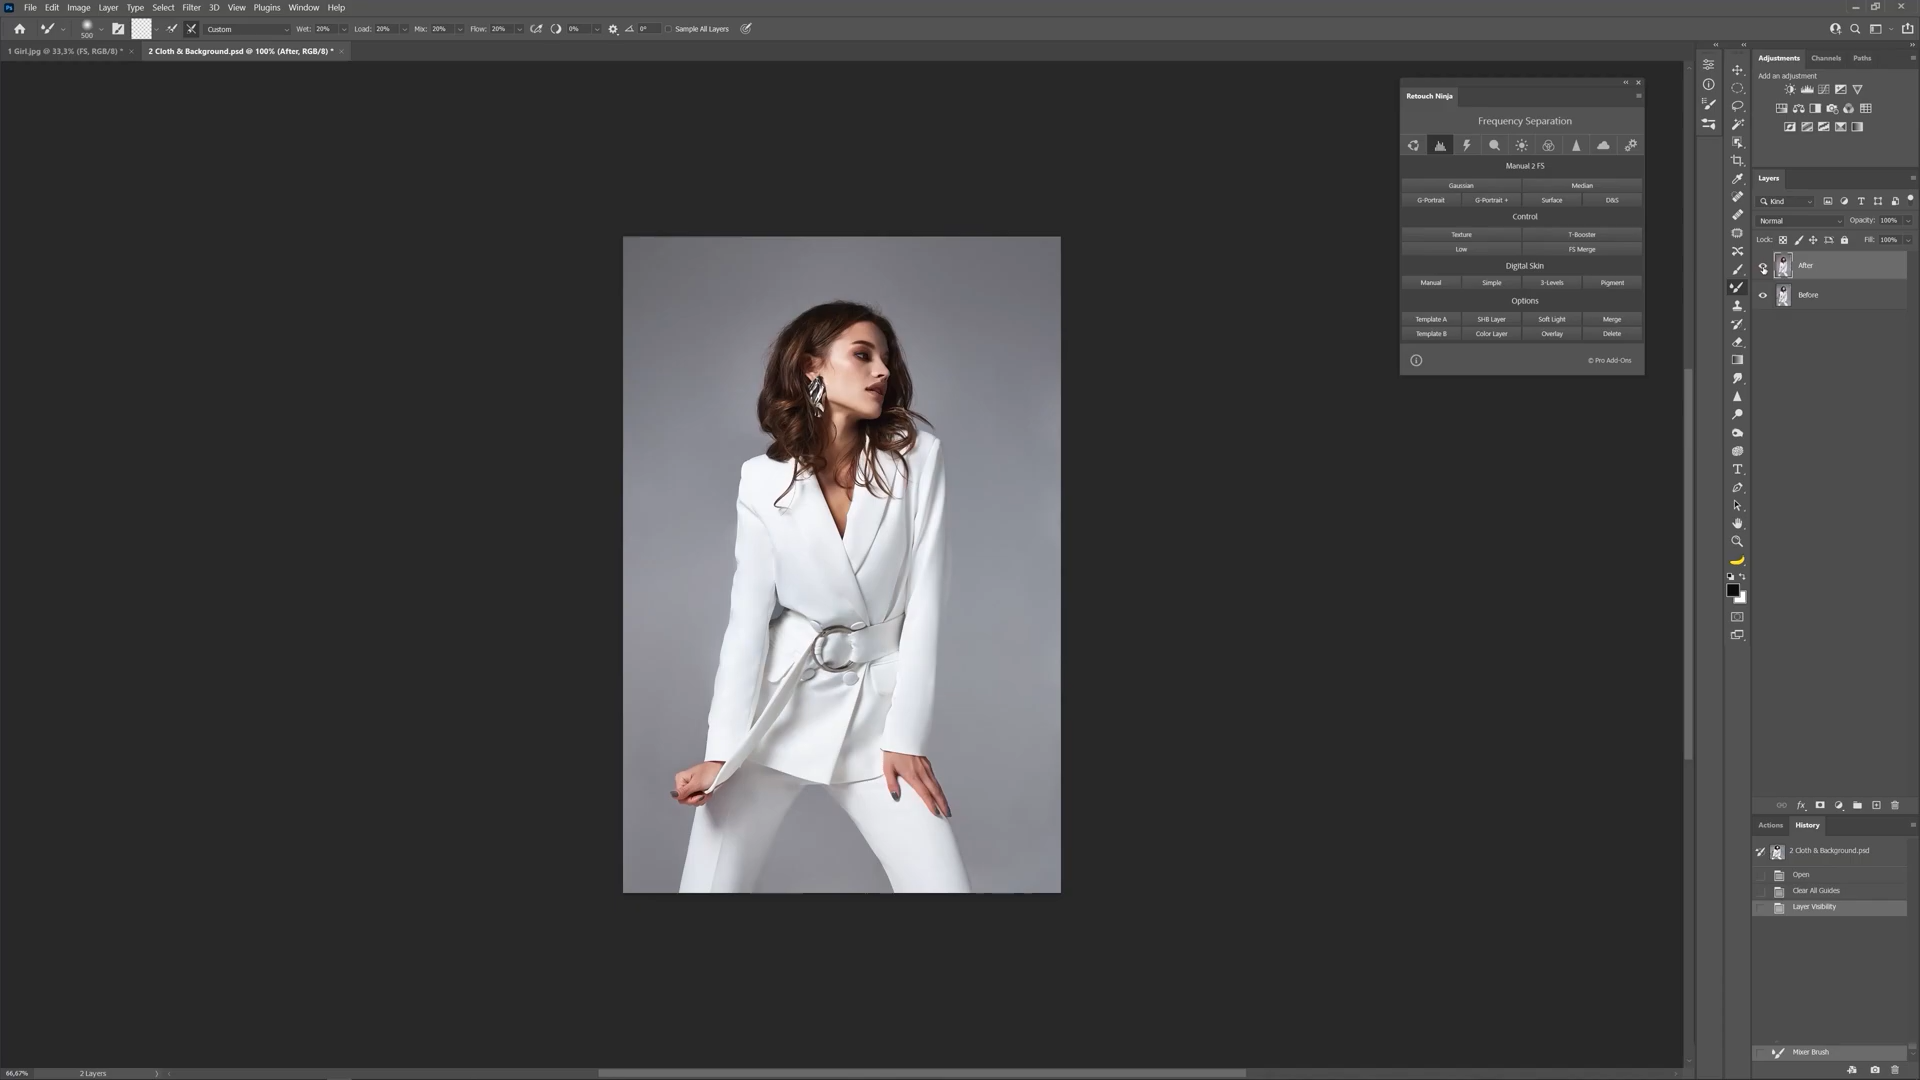 Ps File Edit Image Layer Type Select Filter 3D View Plugins Window Help
500 Custom Wet: 20% Load: 20% Mix: 20% Flow: 20% 0% 0° Sample All Layers
1 Girl.jpg @ 33,3% (FS, RGB/8) * × 2 Cloth & Background.psd @ 100% (After, RGB/8) * ×
Retouch Ninja
Frequency Separation
Manual 2 FS
Gaussian Median
G-Portrait G-Portrait + Surface D&S
Control
Texture T-Booster
Low FS Merge
Digital Skin
Manual Simple 3-Levels Pigment
Options
Template A SHB Layer Soft Light Merge
Template B Color Layer Overlay Delete
© Pro Add-Ons
Adjustments Channels Paths
Add an adjustment
Layers
Kind
Normal Opacity: 100%
Lock: Fill: 100%
After
Before
fx
Actions History
2 Cloth & Background.psd
Open
Clear All Guides
Layer Visibility
Mixer Brush
66,67% 2 Layers